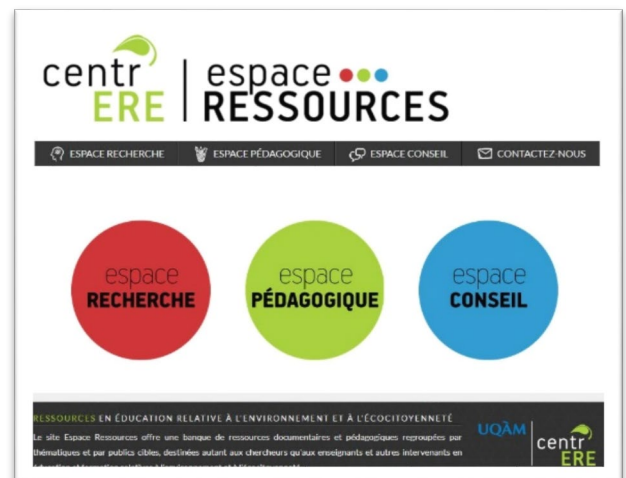 centr
ERE
espace
RESSOURCES
ESPACE RECHERCHE
ESPACE PÉDAGOGIQUE
ESPACE CONSEIL
CONTACTEZ-NOUS
espace
RECHERCHE
espace
PÉDAGOGIQUE
espace
CONSEIL
RESSOURCES EN ÉDUCATION RELATIVE À L'ENVIRONNEMENT ET À L'ÉCOCITOYENNETÉ
Le site Espace Ressources offre une banque de ressources documentaires et pédagogiques regroupées par
thématiques et par publics cibles, destinées autant aux chercheurs qu'aux enseignants et autres intervenants en
UQÀM
centr
ERE